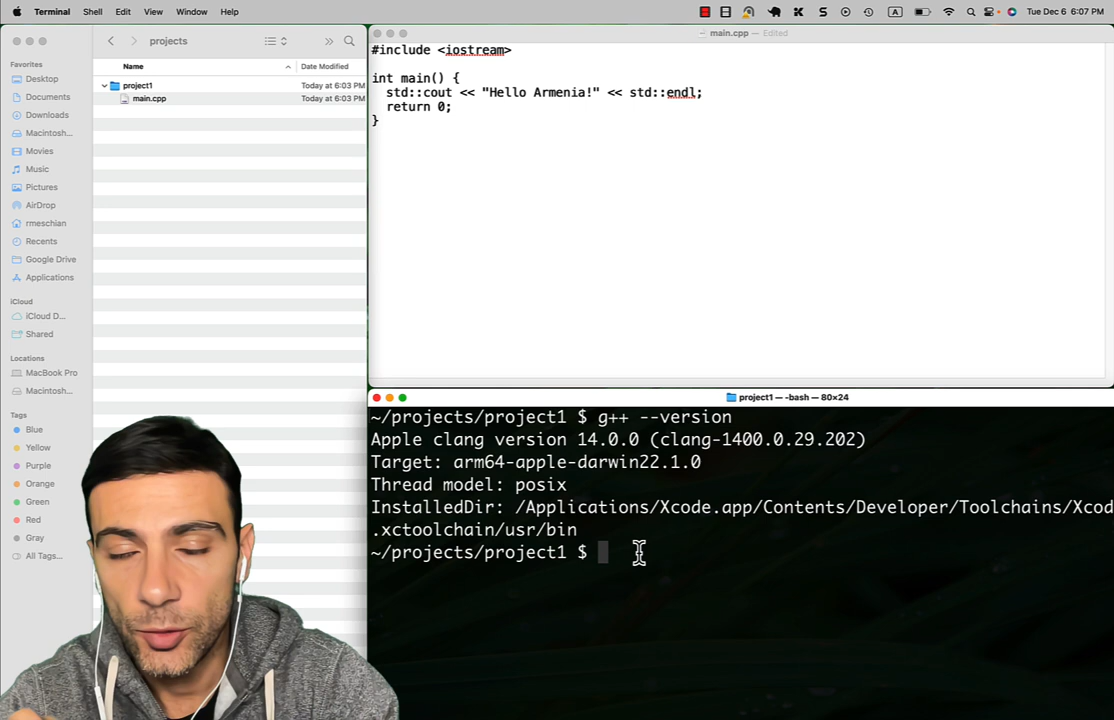 Terminal Shell Edit View Window Help
A
Tue Dec 6 6:07 PM
projects
Favorites
Desktop
Documents
Downloads
Macintosh...
Movies
Music
Pictures
AirDrop
rmeschian
Recents
Google Drive
Applications
iCloud
iCloud D...
Shared
Locations
MacBook Pro
Macintosh...
Tags
Blue
Yellow
Purple
Orange
Green
Red
Gray
All Tags...
Name Date Modified
project1 Today at 6:03 PM
main.cpp Today at 6:03 PM
main.cpp — Edited
#include <iostream>
int main() {
std::cout << "Hello Armenia!" << std::endl;
return 0;
}
project1 — -bash — 80×24
~/projects/project1 $ g++ --version
Apple clang version 14.0.0 (clang-1400.0.29.202)
Target: arm64-apple-darwin22.1.0
Thread model: posix
InstalledDir: /Applications/Xcode.app/Contents/Developer/Toolchains/Xcod
.xctoolchain/usr/bin
~/projects/project1 $